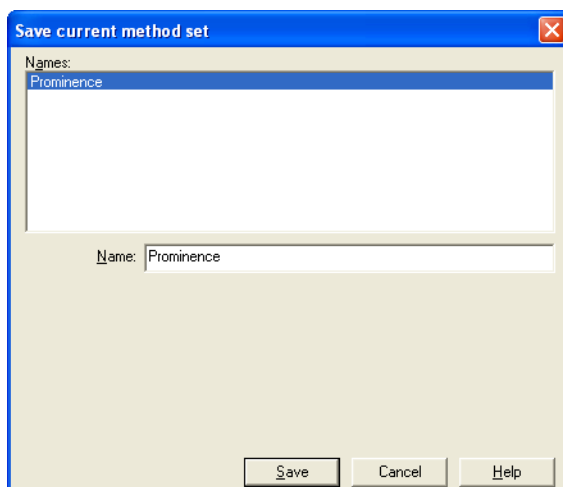 Save current method set
Names:
Prominence
Name: Prominence
Save Cancel Help